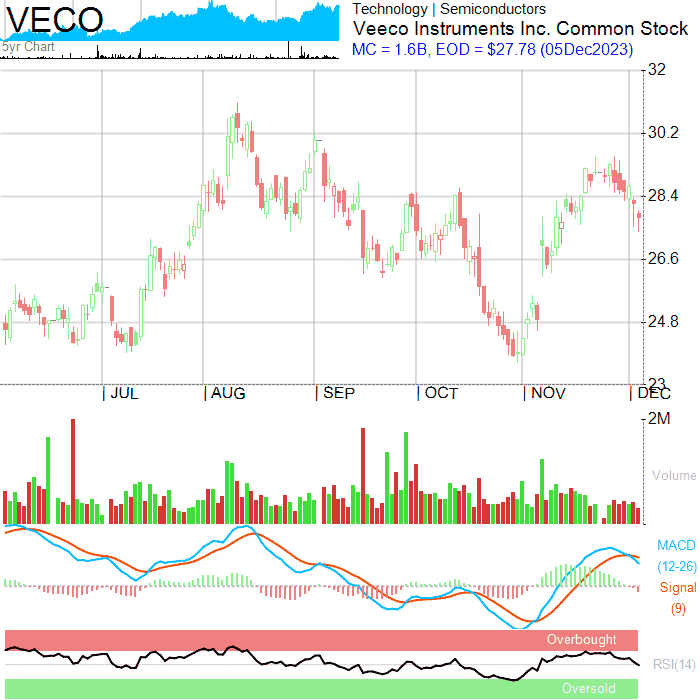 VECO
5yr Chart
Technology | Semiconductors
Veeco Instruments Inc. Common Stock
MC = 1.6B, EOD = $27.78 (05Dec2023)
32
30.2
28.4
26.6
24.8
23
| JUL | AUG | SEP | OCT | NOV | DEC
2M
Volume
MACD
(12-26)
Signal
(9)
Overbought
RSI(14)
Oversold